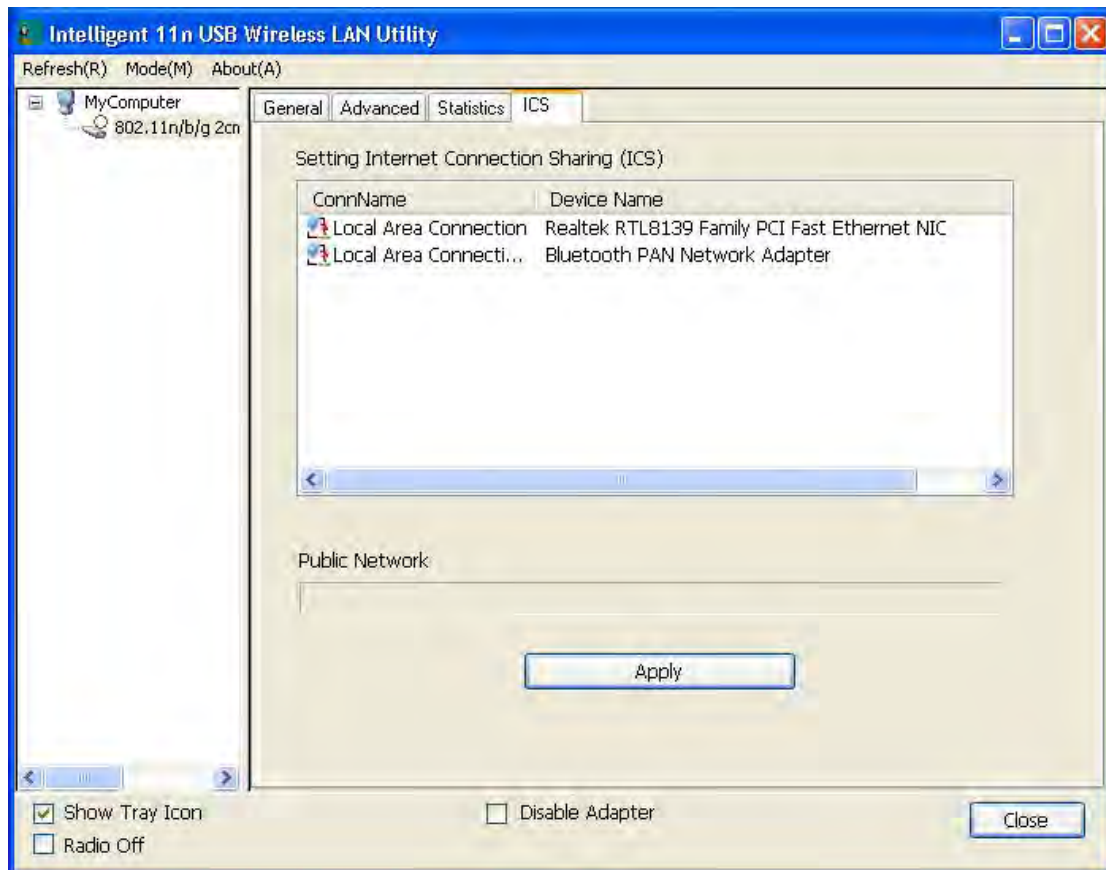 Intelligent 11n USB Wireless LAN Utility
Refresh(R) Mode(M) About(A)
MyComputer
802.11n/b/g 2cn
General Advanced Statistics ICS
Setting Internet Connection Sharing (ICS)
ConnName Device Name
Local Area Connection Realtek RTL8139 Family PCI Fast Ethernet NIC
Local Area Connecti... Bluetooth PAN Network Adapter
Public Network
Apply
Show Tray Icon Disable Adapter Close
Radio Off